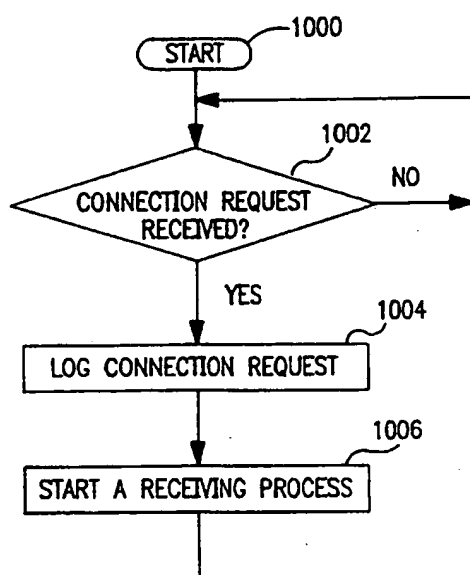 1000
START
1002
CONNECTION REQUEST
RECEIVED?
NO
YES
1004
LOG CONNECTION REQUEST
1006
START A RECEIVING PROCESS